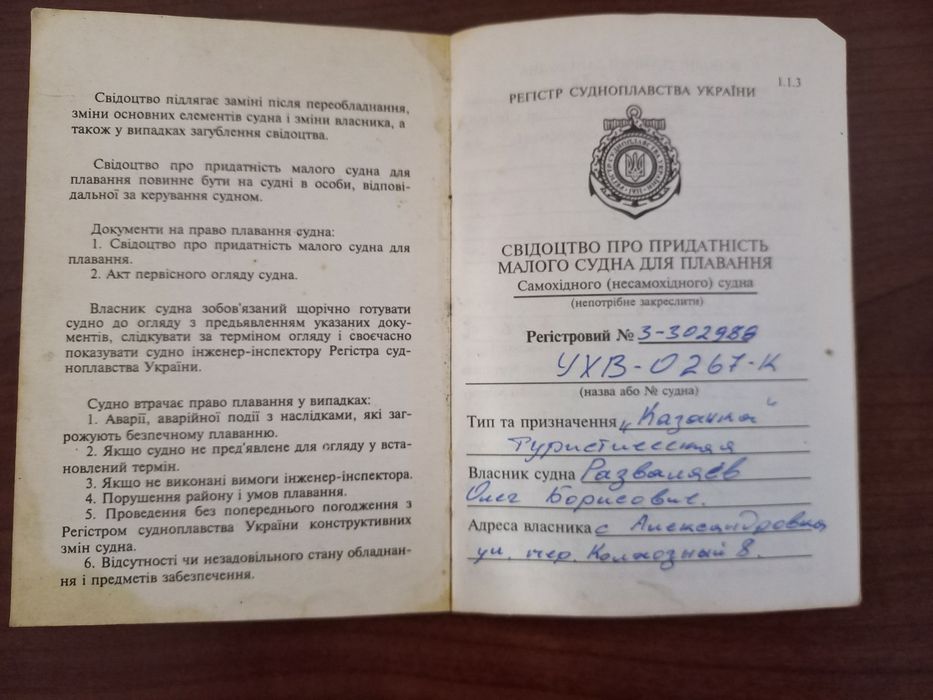 Свідоцтво підлягає заміні після переобладнання,
зміни основних елементів судна і зміни власника, а
також у випадках загублення свідоцтва.
Свідоцтво про придатність малого судна для
плавання повинне бути на судні в особи, відпові-
дальної за керування судном.
Документи на право плавання судна:
1. Свідоцтво про придатність малого судна для
плавання.
2. Акт первісного огляду судна.
Власник судна зобов'язаний щорічно готувати
судно до огляду з предьявленням указаних доку-
ментів, слідкувати за терміном огляду і своєчасно
показувати судно інженер-інспектору Регістра суд-
ноплавства України.
Судно втрачає право плавання у випадках:
1. Аварії, аварійної події з наслідками, які заг-
рожують безпечному плаванню.
2. Якщо судно не пред'явлене для огляду у вста-
новлений термін.
3. Якщо не виконані вимоги інженер-інспектора.
4. Порушення району і умов плавання.
5. Проведення без попереднього погодження з
Регістром судноплавства України конструктивних
змін судна.
6. Відсутності чи незадовільного стану обладнан-
ня і предметів забезпечення.
1.1.3
РЕГІСТР СУДНОПЛАВСТВА УКРАЇНИ
СВІДОЦТВО ПРО ПРИДАТНІСТЬ
МАЛОГО СУДНА ДЛЯ ПЛАВАННЯ
Самохідного (несамохідного) судна
(непотрібне закреслити)
Регістровий № 3-302986
УХВ-0267-К
(назва або № судна)
Тип та призначення „Казанка"
Туристическая
Власник судна Разваляев
Олег Борисович.
Адреса власника с Александровка
ул. пер. Колхозный 8.